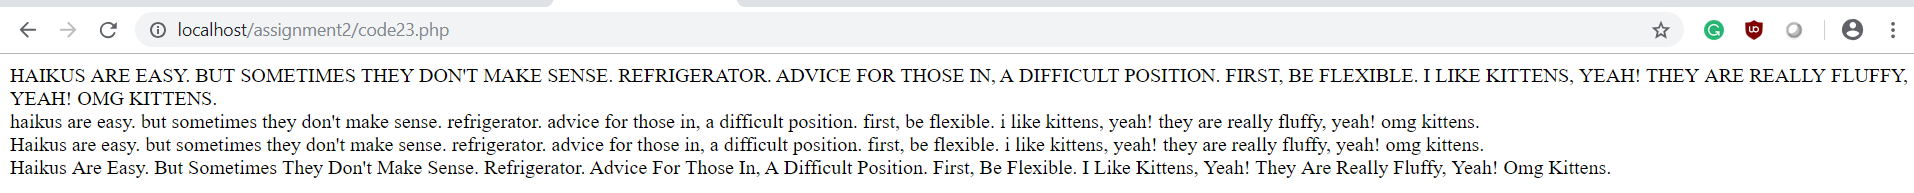 localhost/assignment2/code23.php
HAIKUS ARE EASY. BUT SOMETIMES THEY DON'T MAKE SENSE. REFRIGERATOR. ADVICE FOR THOSE IN, A DIFFICULT POSITION. FIRST, BE FLEXIBLE. I LIKE KITTENS, YEAH! THEY ARE REALLY FLUFFY,
YEAH! OMG KITTENS.
haikus are easy. but sometimes they don't make sense. refrigerator. advice for those in, a difficult position. first, be flexible. i like kittens, yeah! they are really fluffy, yeah! omg kittens.
Haikus are easy. but sometimes they don't make sense. refrigerator. advice for those in, a difficult position. first, be flexible. i like kittens, yeah! they are really fluffy, yeah! omg kittens.
Haikus Are Easy. But Sometimes They Don't Make Sense. Refrigerator. Advice For Those In, A Difficult Position. First, Be Flexible. I Like Kittens, Yeah! They Are Really Fluffy, Yeah! Omg Kittens.